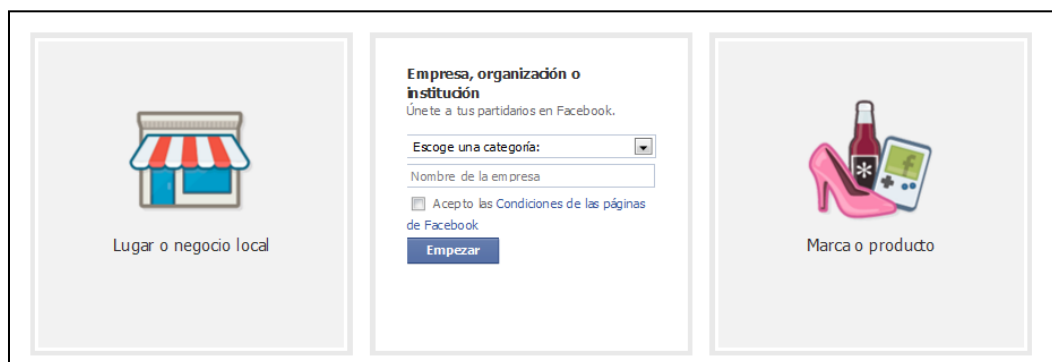 Lugar o negocio local
Empresa, organización o
institución
Únete a tus partidarios en Facebook.
Escoge una categoría:
Nombre de la empresa
Acepto las Condiciones de las páginas
de Facebook
Empezar
Marca o producto